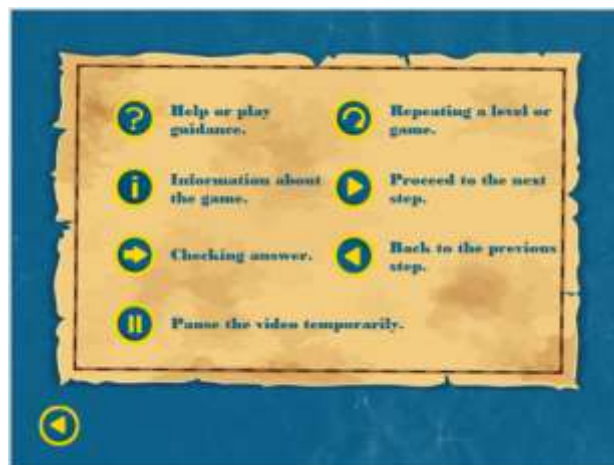 Help or play
guidance.
Repeating a level or
game.
Information about
the game.
Proceed to the next
step.
Checking answer.
Back to the previous
step.
Pause the video temporarily.